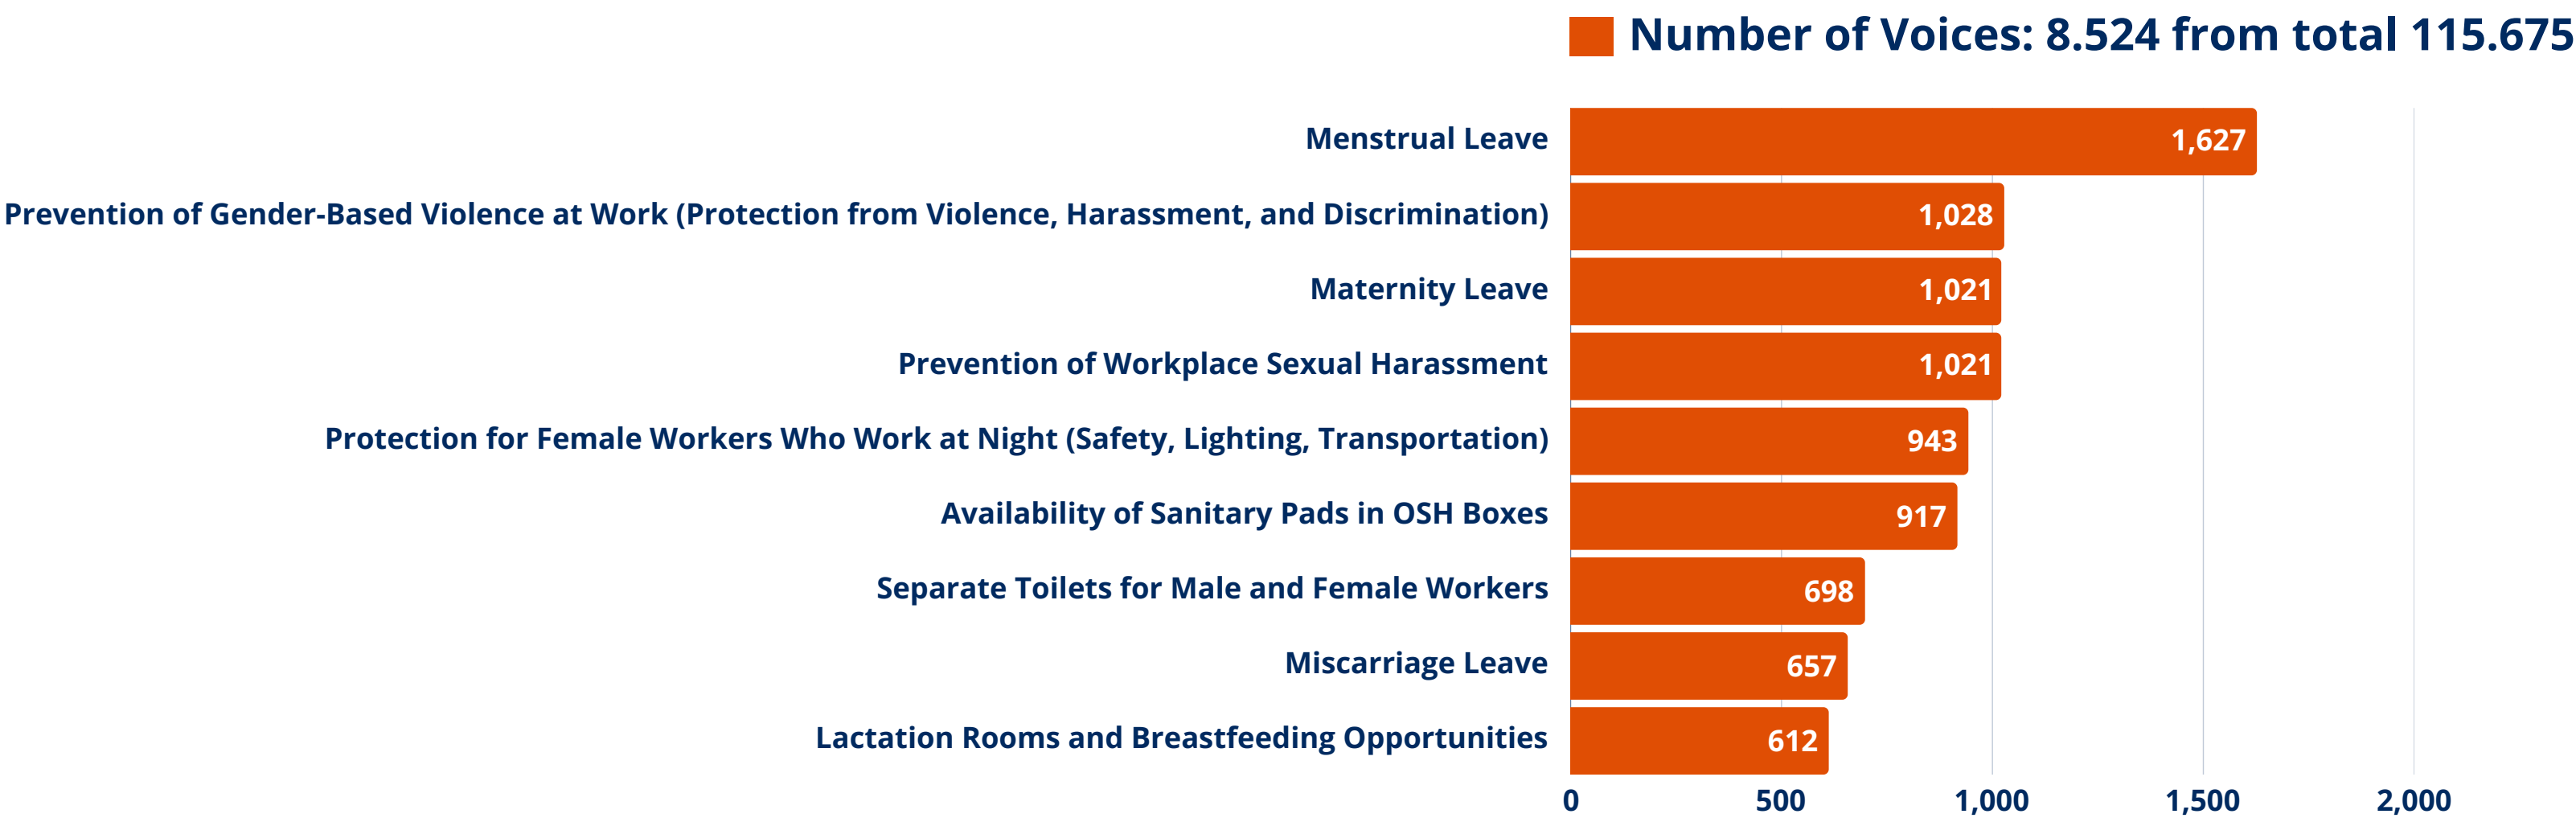 Number of Voices: 8.524 from total 115.675
Menstrual Leave 1,627
Prevention of Gender-Based Violence at Work (Protection from Violence, Harassment, and Discrimination) 1,028
Maternity Leave 1,021
Prevention of Workplace Sexual Harassment 1,021
Protection for Female Workers Who Work at Night (Safety, Lighting, Transportation) 943
Availability of Sanitary Pads in OSH Boxes 917
Separate Toilets for Male and Female Workers 698
Miscarriage Leave 657
Lactation Rooms and Breastfeeding Opportunities 612
0 500 1,000 1,500 2,000